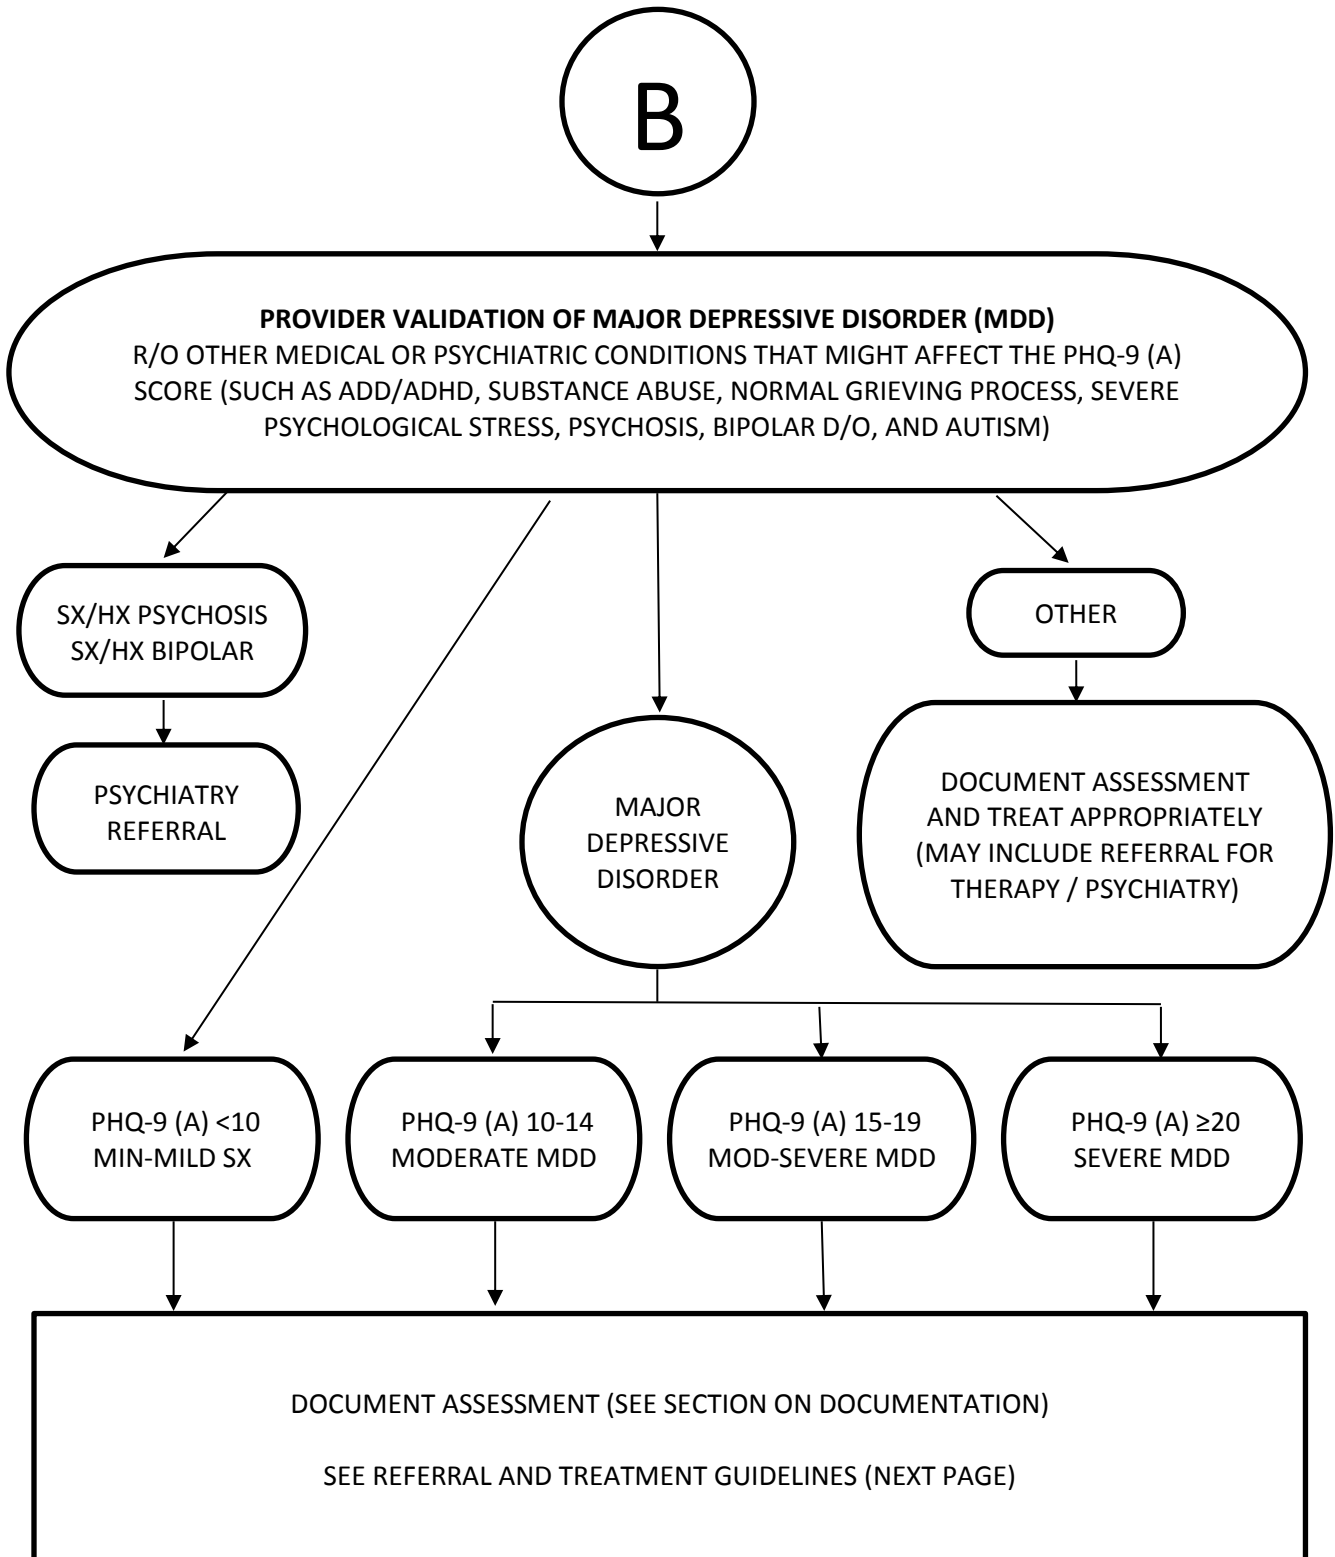 B
PROVIDER VALIDATION OF MAJOR DEPRESSIVE DISORDER (MDD)
R/O OTHER MEDICAL OR PSYCHIATRIC CONDITIONS THAT MIGHT AFFECT THE PHQ-9 (A)
SCORE (SUCH AS ADD/ADHD, SUBSTANCE ABUSE, NORMAL GRIEVING PROCESS, SEVERE
PSYCHOLOGICAL STRESS, PSYCHOSIS, BIPOLAR D/O, AND AUTISM)
SX/HX PSYCHOSIS
SX/HX BIPOLAR
OTHER
PSYCHIATRY
REFERRAL
MAJOR
DEPRESSIVE
DISORDER
DOCUMENT ASSESSMENT
AND TREAT APPROPRIATELY
(MAY INCLUDE REFERRAL FOR
THERAPY / PSYCHIATRY)
PHQ-9 (A) <10
MIN-MILD SX
PHQ-9 (A) 10-14
MODERATE MDD
PHQ-9 (A) 15-19
MOD-SEVERE MDD
PHQ-9 (A) ≥20
SEVERE MDD
DOCUMENT ASSESSMENT (SEE SECTION ON DOCUMENTATION)
SEE REFERRAL AND TREATMENT GUIDELINES (NEXT PAGE)